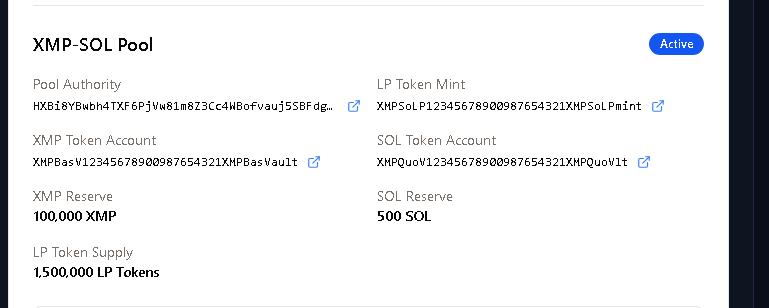 XMP-SOL Pool
Active
Pool Authority
LP Token Mint
HXBi8YBwbh4TXF6PjVw81m8Z3Cc4WBofvauj5SBFdg…
XMPSoLP12345678900987654321XMPSoLPmint
XMP Token Account
SOL Token Account
XMPBasV12345678900987654321XMPBasVault
XMPQuoV12345678900987654321XMPQuoVlt
XMP Reserve
SOL Reserve
100,000 XMP
500 SOL
LP Token Supply
1,500,000 LP Tokens